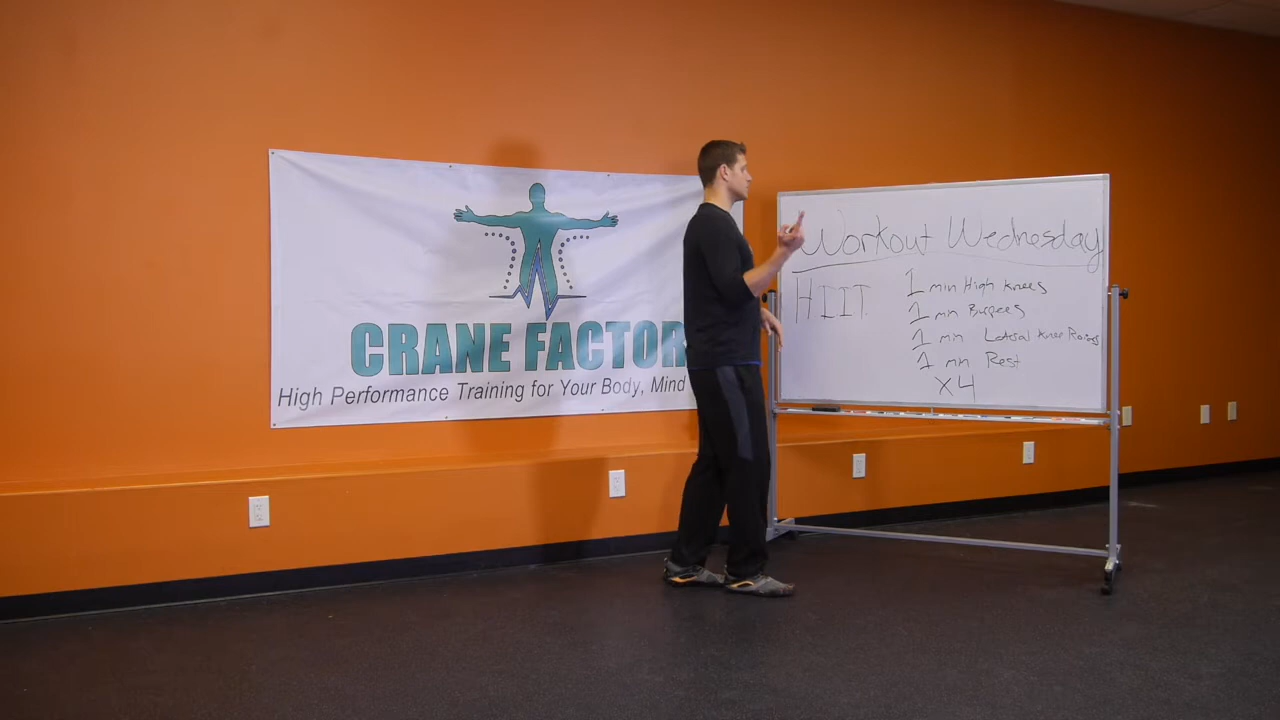 CRANE FACTOR
High Performance Training for Your Body, Mind
Workout Wednesday
HIIT
1 min High Knees
1 min Burpees
1 min Lateral Knee Raises
1 min Rest
X4